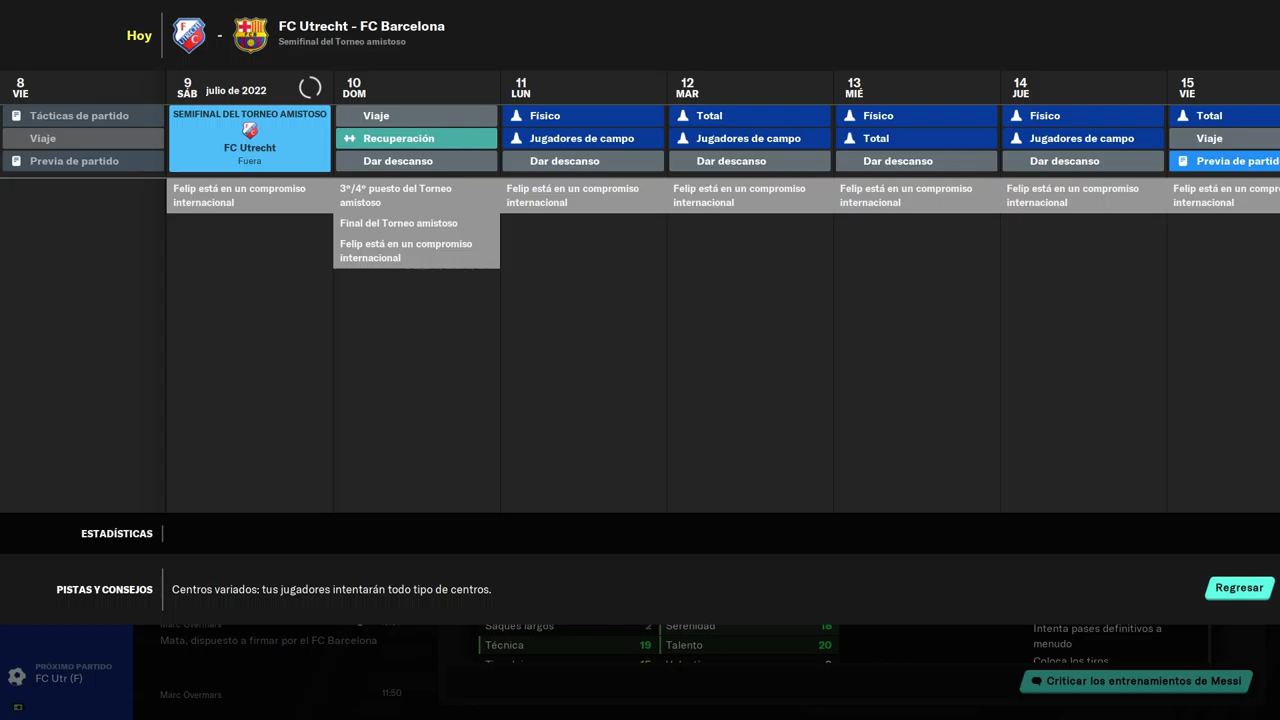 Hoy
FC Utrecht - FC Barcelona
Semifinal del Torneo amistoso
8
VIE
9
SÁB julio de 2022
10
DOM
11
LUN
12
MAR
13
MIÉ
14
JUE
15
VIE
Tácticas de partido
Viaje
Previa de partido
SEMIFINAL DEL TORNEO AMISTOSO
FC Utrecht
Fuera
Viaje
Recuperación
Dar descanso
Físico
Jugadores de campo
Dar descanso
Total
Jugadores de campo
Dar descanso
Físico
Total
Dar descanso
Físico
Jugadores de campo
Dar descanso
Total
Viaje
Previa de partid
Felip está en un compromiso
internacional
3º/4º puesto del Torneo
amistoso
Final del Torneo amistoso
Felip está en un compromiso
internacional
Felip está en un compromiso
internacional
Felip está en un compromiso
internacional
Felip está en un compromiso
internacional
Felip está en un compromiso
internacional
Felip está en un compr
internacional
ESTADÍSTICAS
PISTAS Y CONSEJOS
Centros variados: tus jugadores intentarán todo tipo de centros.
Regresar
Marc Overmars
Mata, dispuesto a firmar por el FC Barcelona
Marc Overmars 11:50
PRÓXIMO PARTIDO
FC Utr (F)
Saques largos 2 Serenidad 18
Técnica 19 Talento 20
Intenta pases definitivos a
menudo
Coloca los tiros
Criticar los entrenamientos de Messi